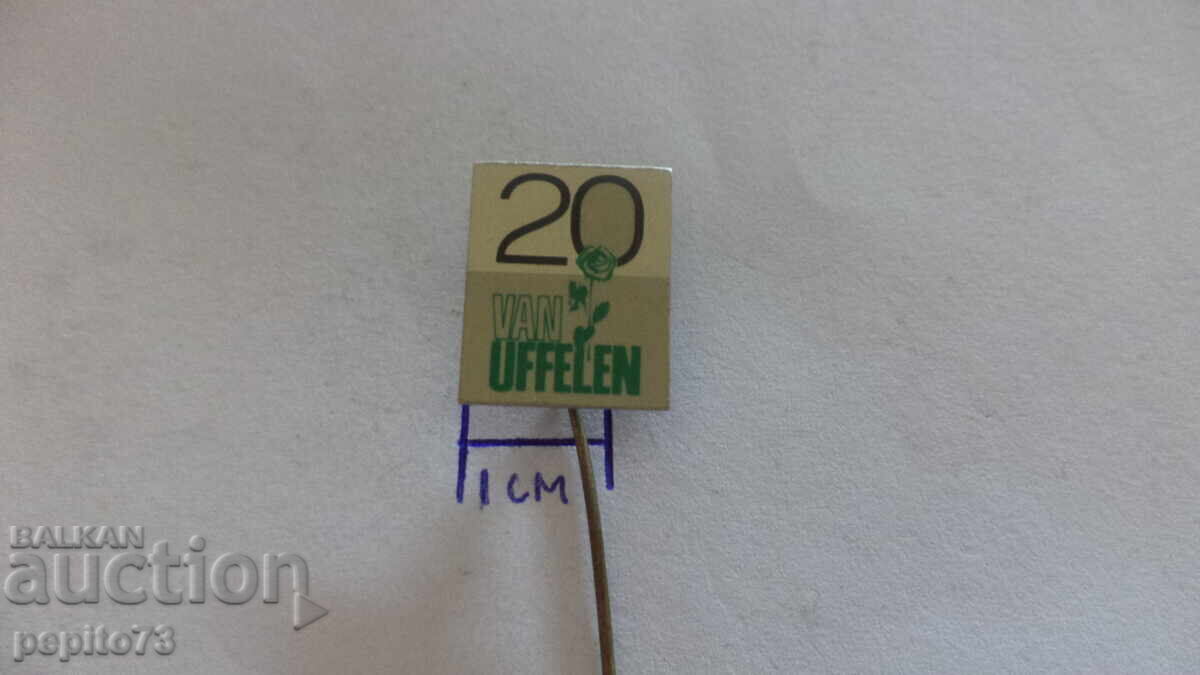 20
VAN
UFFELEN
1 CM
BALKAN
auction
pepito73